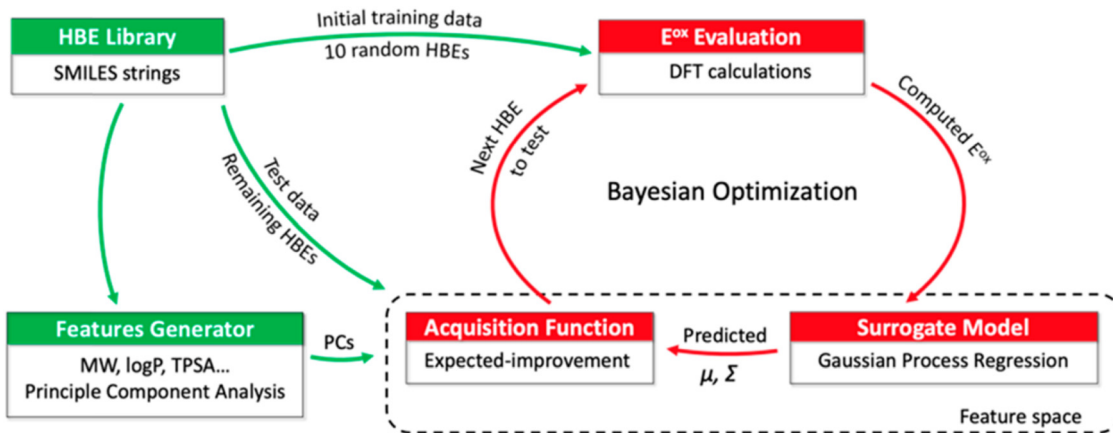 HBE Library
SMILES strings
Initial training data
10 random HBEs
E^ox Evaluation
DFT calculations
Next HBE
to test
Computed E^ox
Test data
Remaining HBEs
Bayesian Optimization
Features Generator
MW, logP, TPSA...
Principle Component Analysis
PCs
Acquisition Function
Expected-improvement
Predicted
μ, Σ
Surrogate Model
Gaussian Process Regression
Feature space